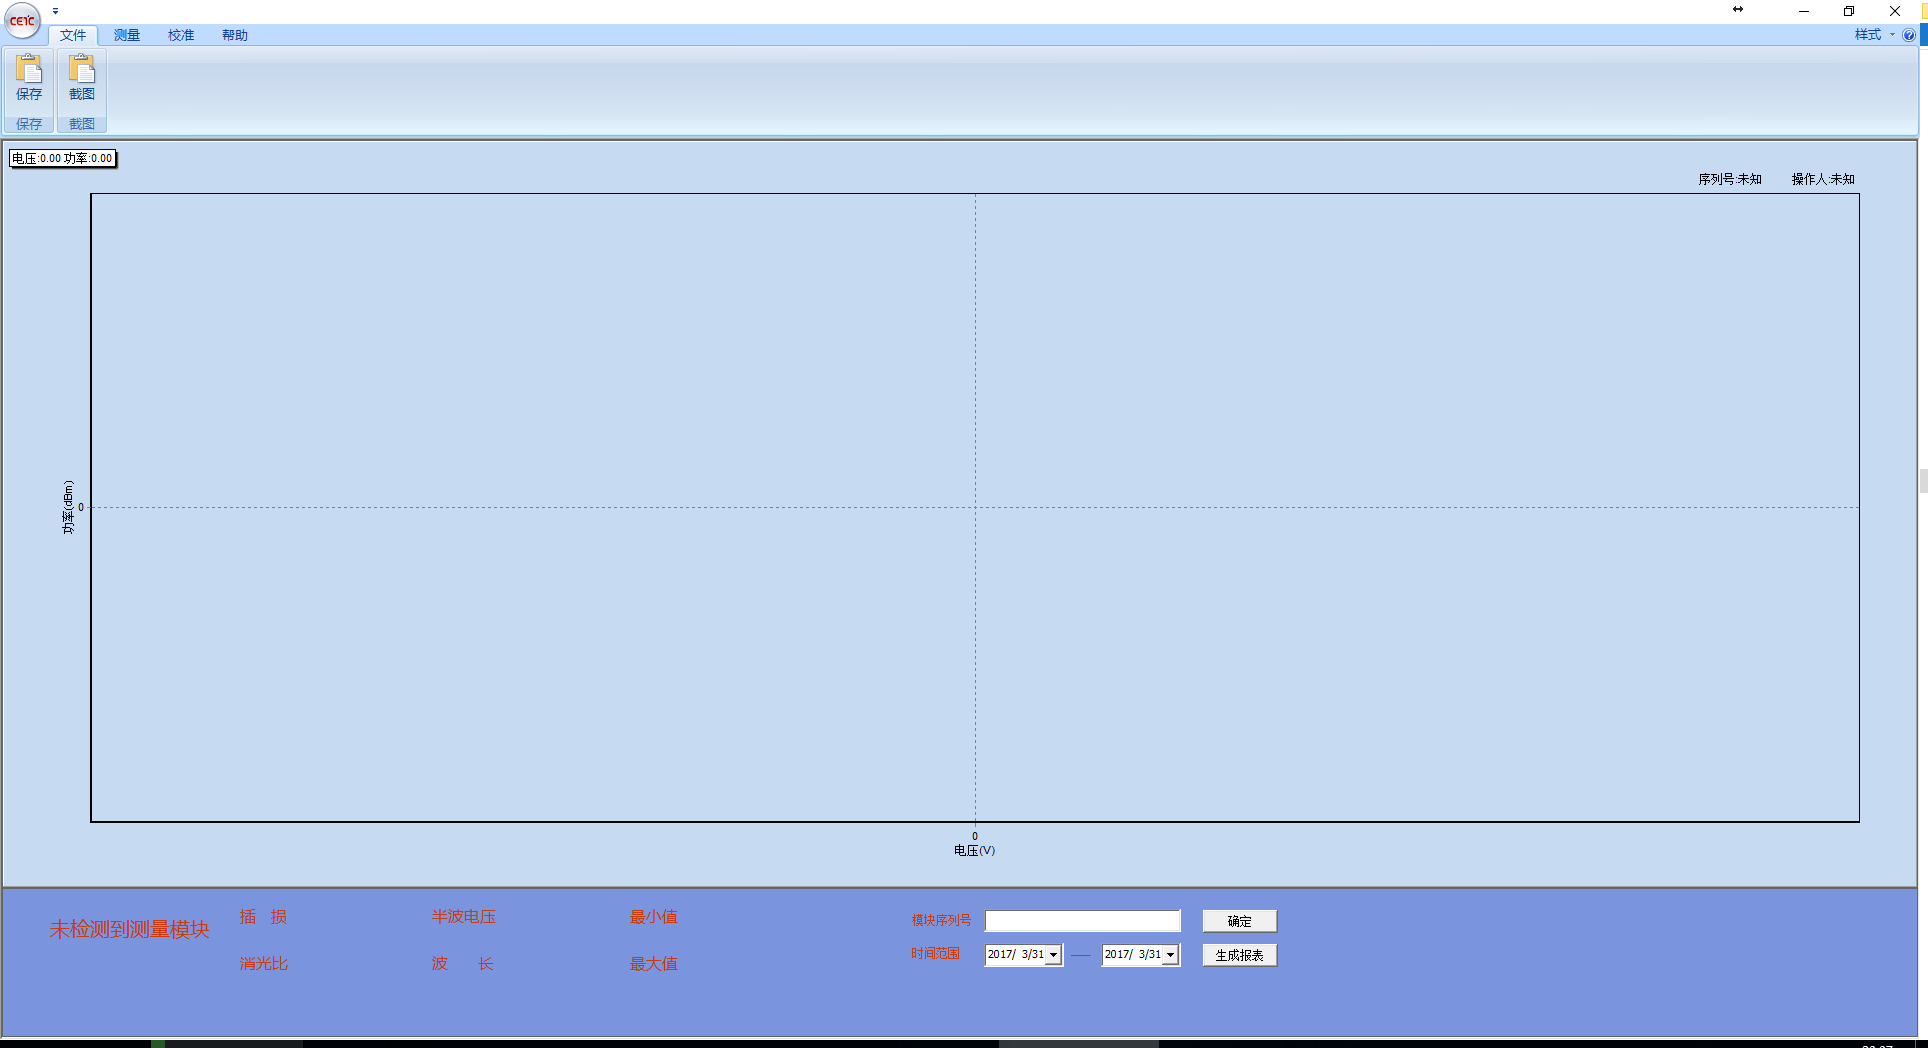 CETC
文件 测量 校准 帮助 样式
保存 截图
保存 截图
电压:0.00 功率:0.00
序列号:未知 操作人:未知
功率(dBm)
0
0
电压(V)
未检测到测量模块
插 损 半波电压 最小值
消光比 波 长 最大值
模块序列号 确定
时间范围 2017/ 3/31 2017/ 3/31 生成报表